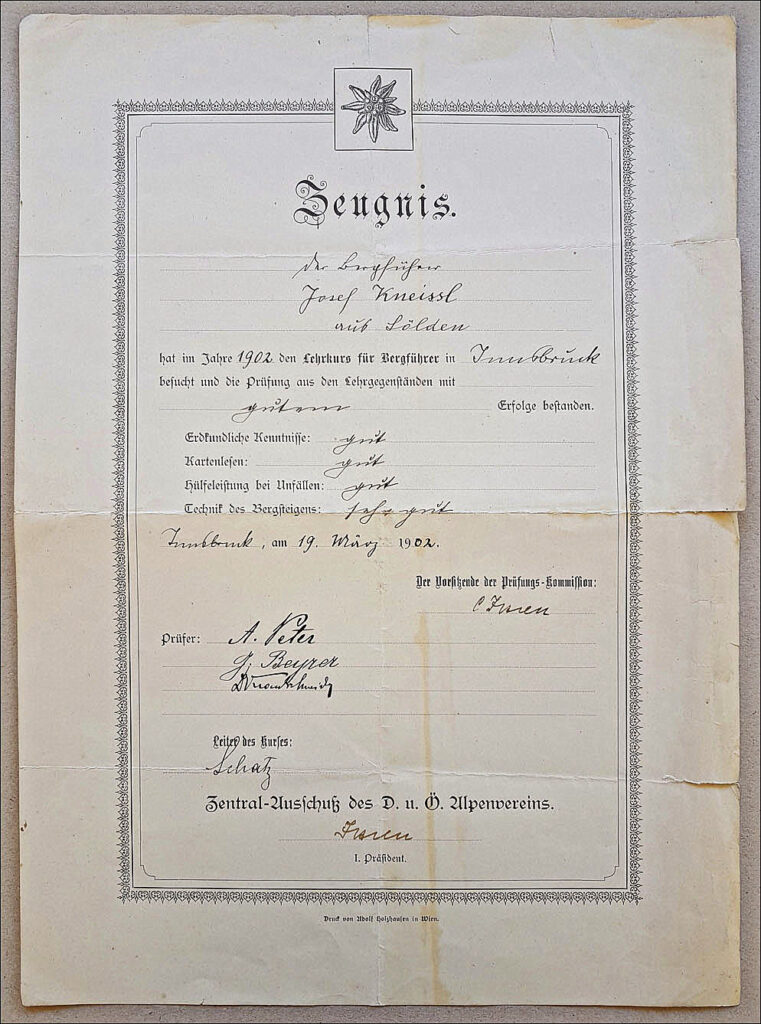 Zeugnis.
der Bergführer
Josef Kneissl
aus Sölden
hat im Jahre 1902 den Lehrkurs für Bergführer in Innsbruck
besucht und die Prüfung aus den Lehrgegenständen mit
gutem Erfolge bestanden.
Erdkundliche Kenntnisse: gut
Kartenlesen: gut
Hülfeleistung bei Unfällen: gut
Technik des Bergsteigens: sehr gut
Innsbruck, am 19. März 1902.
Der Vorsitzende der Prüfungs-Kommission:
Prüfer: A. Peter
Beyrer
Leiter des Kurses:
Schatz
Zentral-Ausschuß des D. u. Ö. Alpenvereins.
I. Präsident.
Druck von Adolf Holzhausen in Wien.